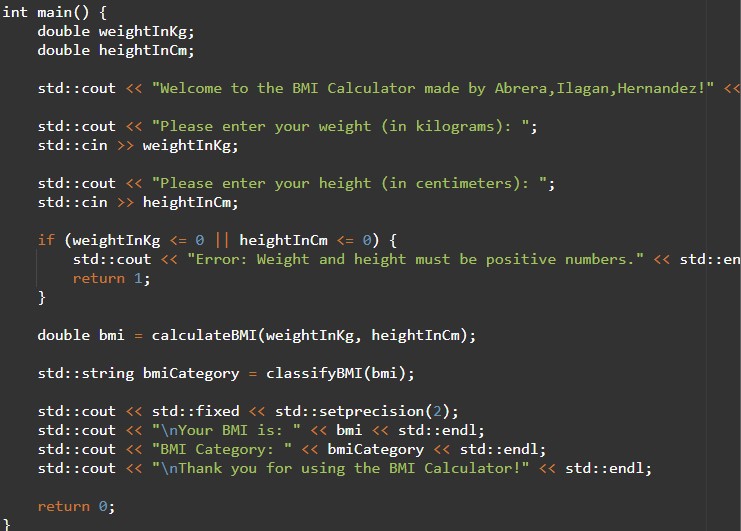 int main() {
    double weightInKg;
    double heightInCm;
    std::cout << "Welcome to the BMI Calculator made by Abrera,Ilagan,Hernandez!" <<
    std::cout << "Please enter your weight (in kilograms): ";
    std::cin >> weightInKg;
    std::cout << "Please enter your height (in centimeters): ";
    std::cin >> heightInCm;
    if (weightInKg <= 0 || heightInCm <= 0) {
        std::cout << "Error: Weight and height must be positive numbers." << std::en
        return 1;
    }
    double bmi = calculateBMI(weightInKg, heightInCm);
    std::string bmiCategory = classifyBMI(bmi);
    std::cout << std::fixed << std::setprecision(2);
    std::cout << "\nYour BMI is: " << bmi << std::endl;
    std::cout << "BMI Category: " << bmiCategory << std::endl;
    std::cout << "\nThank you for using the BMI Calculator!" << std::endl;
    return 0;
}